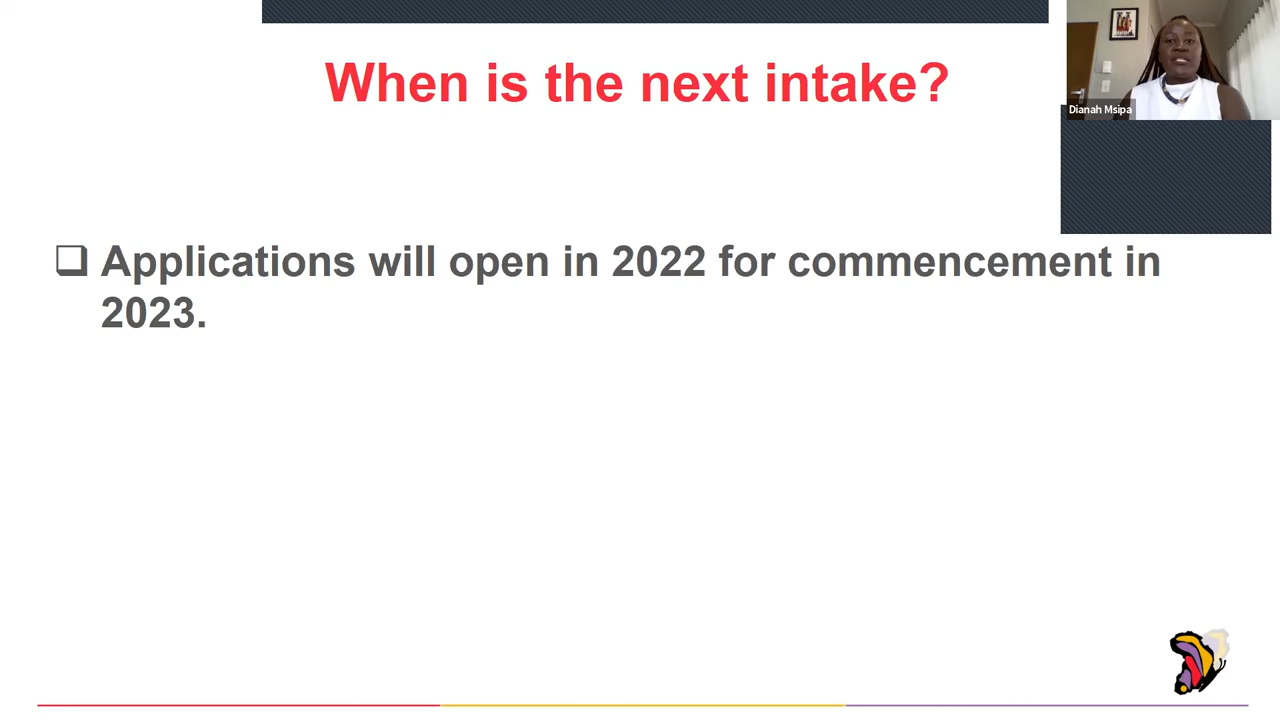 When is the next intake?
Dianah Msipa
❑ Applications will open in 2022 for commencement in
2023.